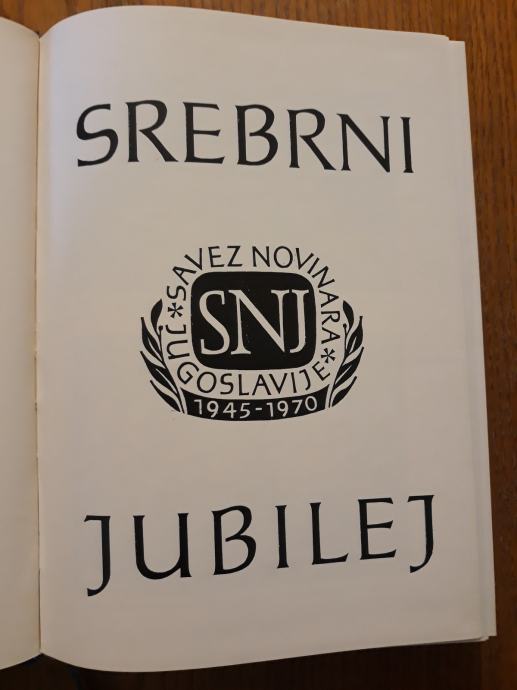 SREBRNI
*SAVEZ NOVINARA*
SNJ
JUGOSLAVIJE
1945-1970
JUBILEJ